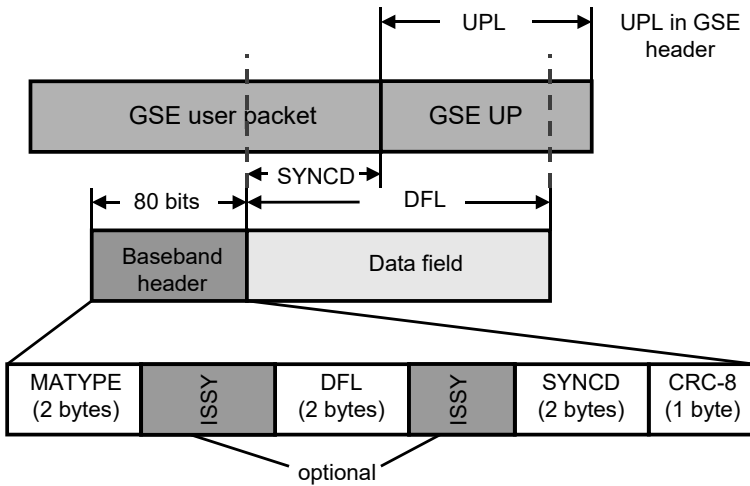 UPL
UPL in GSE
header
GSE user packet
GSE UP
SYNCD
80 bits
DFL
Baseband
header
Data field
MATYPE
(2 bytes)
ISSY
DFL
(2 bytes)
ISSY
SYNCD
(2 bytes)
CRC-8
(1 byte)
optional